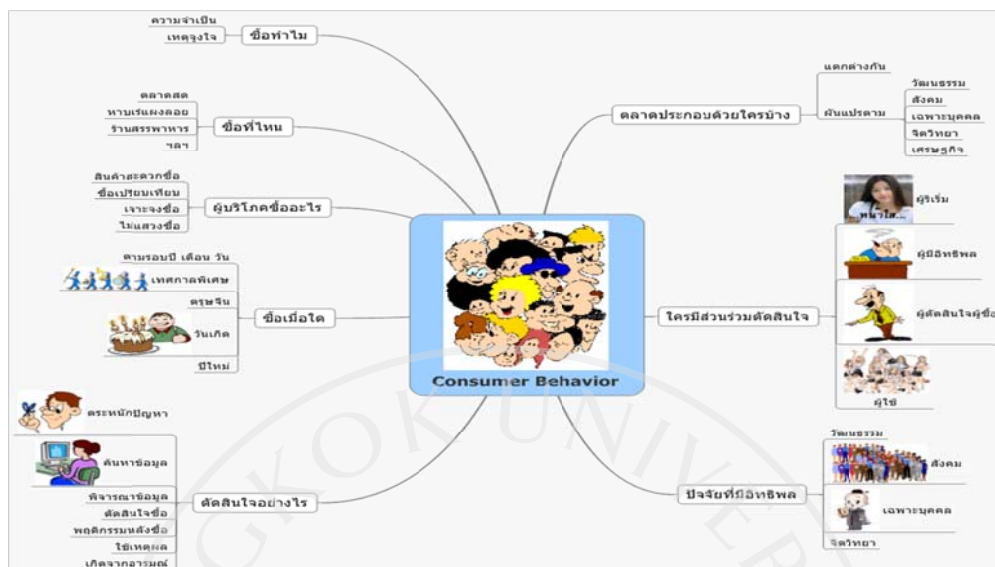 ความจำเป็น
เหตุจูงใจ
ซื้อทำไม
ตลาดสด
หาบเร่แผงลอย
ร้านสรรพาหาร
ฯลฯ
ซื้อที่ไหน
สินค้าสะดวกซื้อ
ซื้อเปรียบเทียบ
เจาะจงซื้อ
ไม่แสวงซื้อ
ผู้บริโภคซื้ออะไร
ตามรอบปี เดือน วัน
เทศกาลพิเศษ
ตรุษจีน
วันเกิด
ปีใหม่
ซื้อเมื่อใด
ตระหนักปัญหา
ค้นหาข้อมูล
พิจารณาข้อมูล
ตัดสินใจซื้อ
พฤติกรรมหลังซื้อ
ใช้เหตุผล
เกิดจากอารมณ์
ตัดสินใจอย่างไร
Consumer Behavior
ตลาดประกอบด้วยใครบ้าง
แตกต่างกัน
ผันแปรตาม
วัฒนธรรม
สังคม
เฉพาะบุคคล
จิตวิทยา
เศรษฐกิจ
ใครมีส่วนร่วมตัดสินใจ
ผู้ริเริ่ม
หน้าใส...
ผู้มีอิทธิพล
ผู้ตัดสินใจผู้ซื้อ
ผู้ใช้
ปัจจัยที่มีอิทธิพล
วัฒนธรรม
สังคม
เฉพาะบุคคล
จิตวิทยา